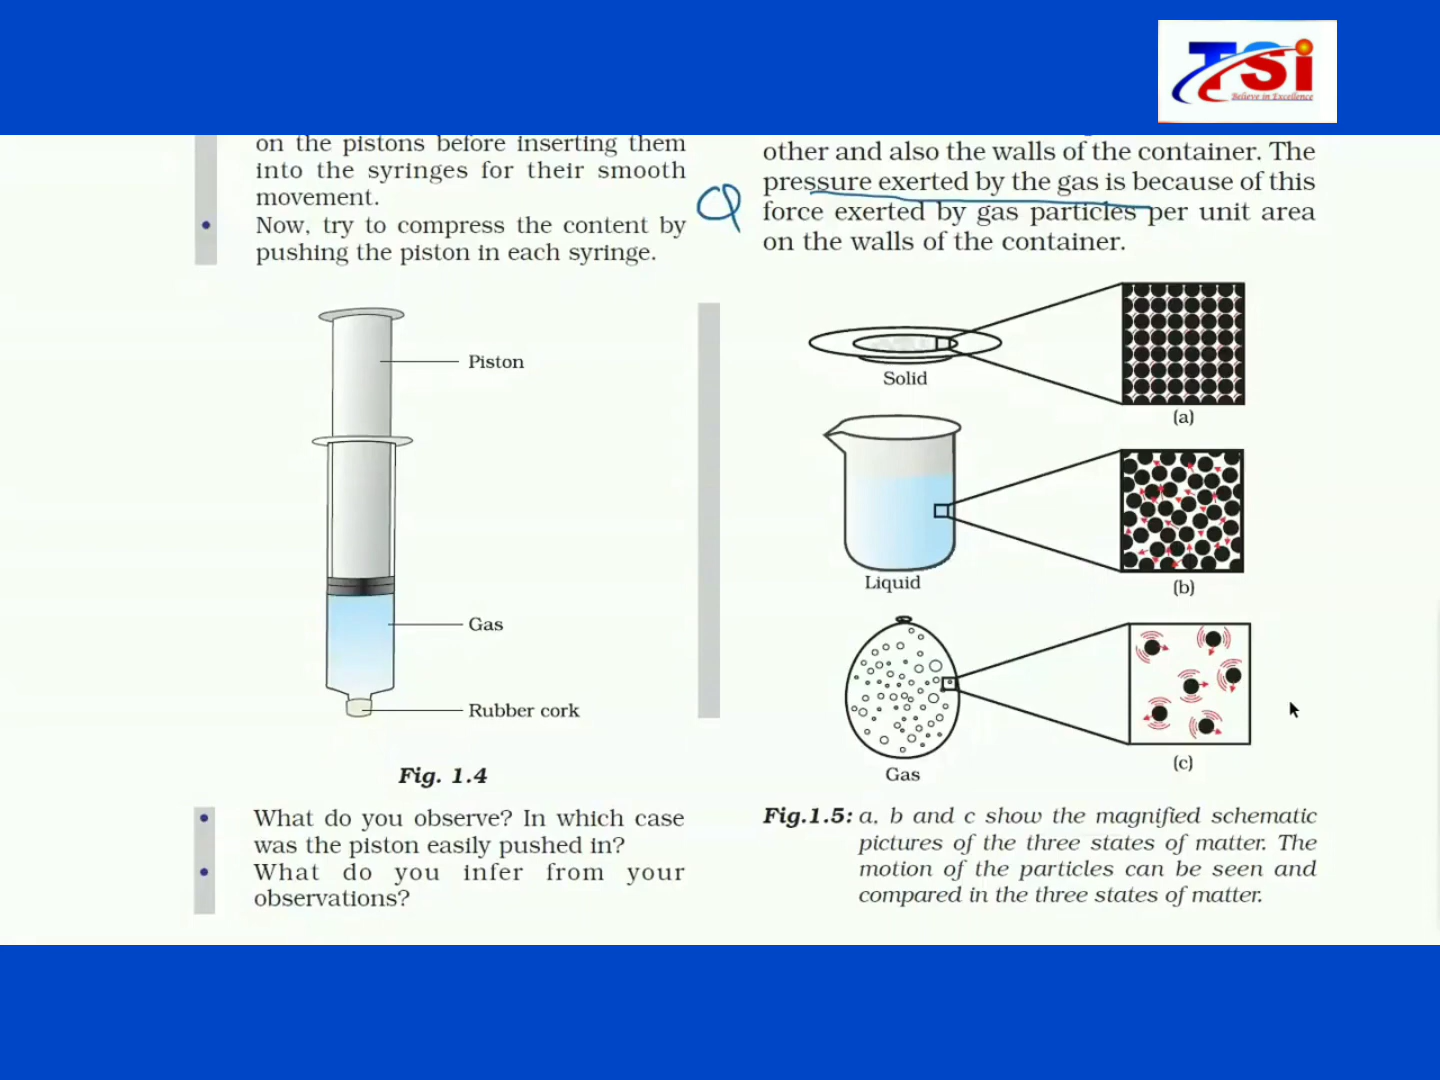 TSi
Believe in Excellence
on the pistons before inserting them
into the syringes for their smooth
movement.
Now, try to compress the content by
pushing the piston in each syringe.
Piston
Gas
Rubber cork
Fig. 1.4
What do you observe? In which case
was the piston easily pushed in?
What do you infer from your
observations?
other and also the walls of the container. The
pressure exerted by the gas is because of this
force exerted by gas particles per unit area
on the walls of the container.
Q
Solid
(a)
Liquid
(b)
Gas
(c)
Fig.1.5: a, b and c show the magnified schematic
pictures of the three states of matter. The
motion of the particles can be seen and
compared in the three states of matter.